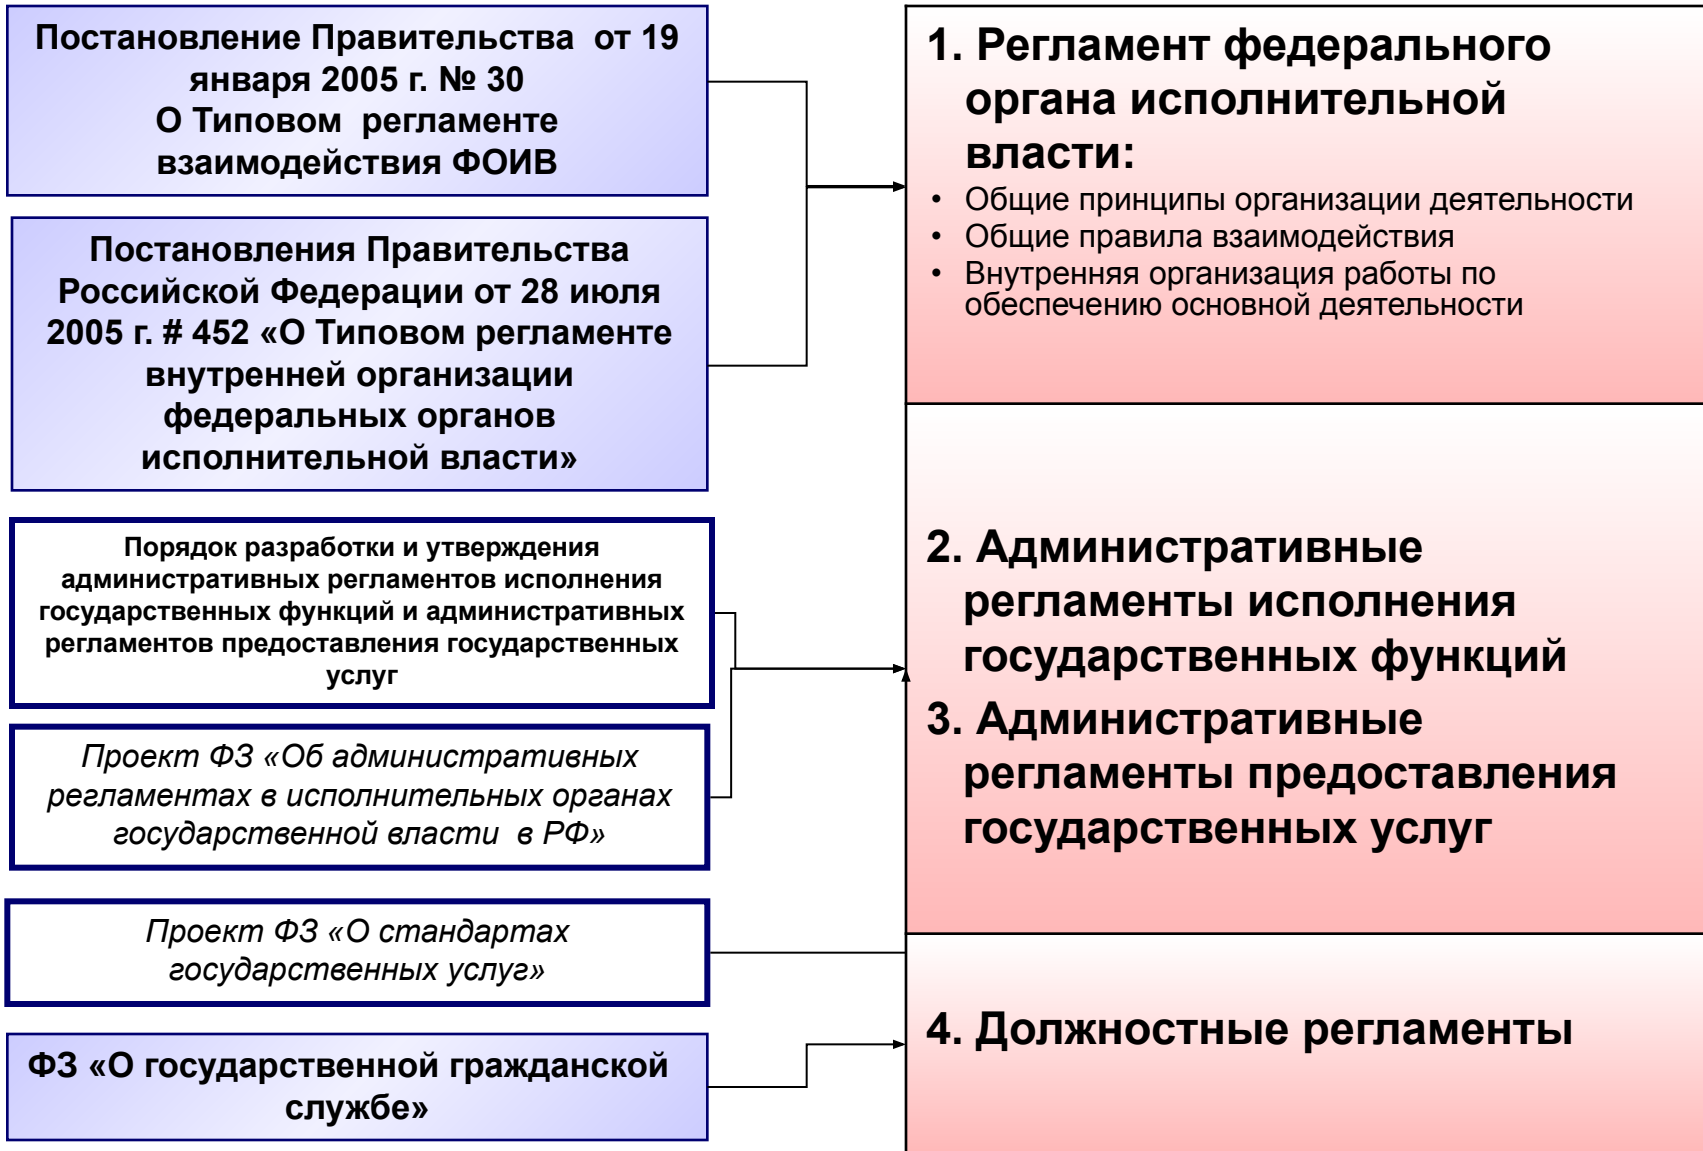 Постановление Правительства от 19
января 2005 г. № 30
О Типовом регламенте
взаимодействия ФОИВ
Постановления Правительства
Российской Федерации от 28 июля
2005 г. # 452 «О Типовом регламенте
внутренней организации
федеральных органов
исполнительной власти»
Порядок разработки и утверждения
административных регламентов исполнения
государственных функций и административных
регламентов предоставления государственных
услуг
Проект ФЗ «Об административных
регламентах в исполнительных органах
государственной власти в РФ»
Проект ФЗ «О стандартах
государственных услуг»
ФЗ «О государственной гражданской
службе»
1. Регламент федерального
органа исполнительной
власти:
• Общие принципы организации деятельности
• Общие правила взаимодействия
• Внутренняя организация работы по
обеспечению основной деятельности
2. Административные
регламенты исполнения
государственных функций
3. Административные
регламенты предоставления
государственных услуг
4. Должностные регламенты